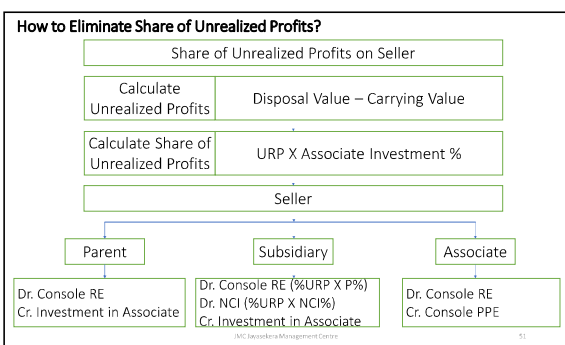 How to Eliminate Share of Unrealized Profits?
Share of Unrealized Profits on Seller
Calculate
Unrealized Profits
Disposal Value – Carrying Value
Calculate Share of
Unrealized Profits
URP X Associate Investment %
Seller
Parent
Subsidiary
Associate
Dr. Console RE
Cr. Investment in Associate
Dr. Console RE (%URP X P%)
Dr. NCI (%URP X NCI%)
Cr. Investment in Associate
Dr. Console RE
Cr. Console PPE
JMC Jayasekera Management Centre
51